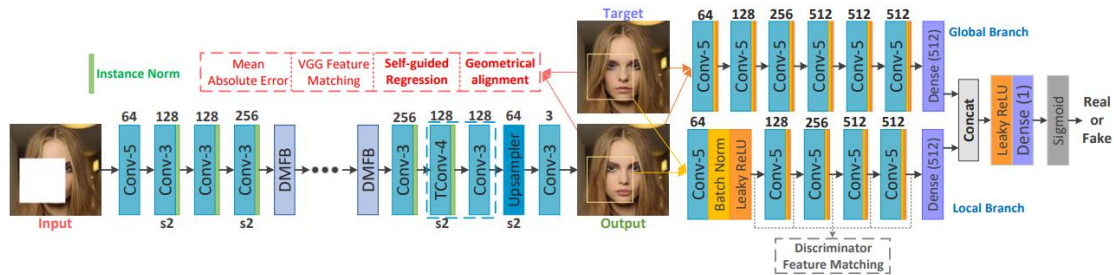 Target
64 128 256 512 512 512
Global Branch
Conv-5 Conv-5 Conv-5 Conv-5 Conv-5 Conv-5 Dense (512)
Instance Norm
Mean
Absolute Error
VGG Feature
Matching
Self-guided
Regression
Geometrical
alignment
64 128 128 256 256 128 128 64 3
Conv-5 Conv-3 Conv-3 Conv-3 DMFB DMFB Conv-3 TConv-4 Conv-3 Upsampler Conv-3
s2 s2 s2 s2
Input
Output
64 128 256 512 512
Conv-5 Batch Norm Leaky ReLU Conv-5 Conv-5 Conv-5 Conv-5 Dense (512)
Local Branch
Discriminator
Feature Matching
Concat
Leaky ReLU
Dense (1)
Sigmoid
Real
or
Fake